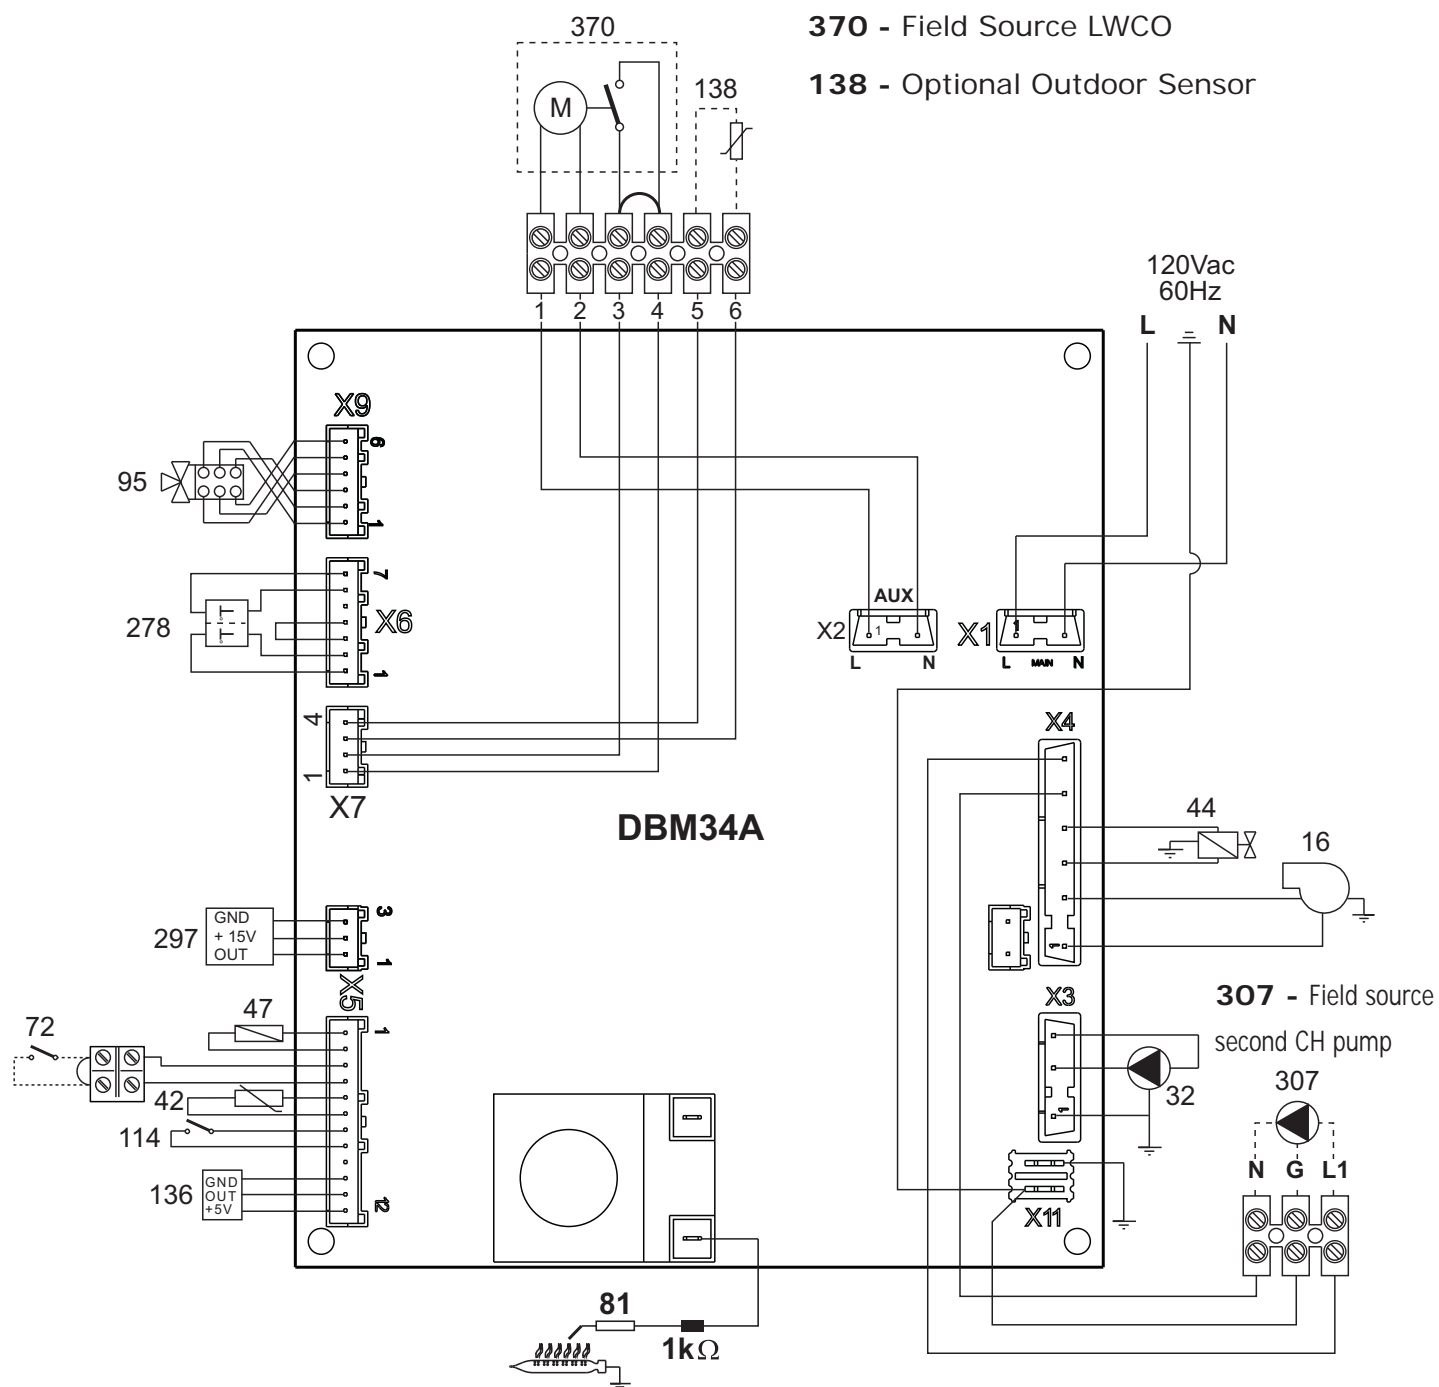 370
370 - Field Source LWCO
138 - Optional Outdoor Sensor
138
M
120Vac
60Hz
L
N
1 2 3 4 5 6
X9
6
1
95
7
X6
1
278
AUX
X2
1
L N
X1
1
L MAIN N
4
1
X7
DBM34A
X4
1
44
16
297
GND
+ 15V
OUT
3
1
X5
1
12
47
72
42
114
136
GND
OUT
+5V
X3
1
32
307 - Field source
second CH pump
307
N G L1
X11
81
1kΩ